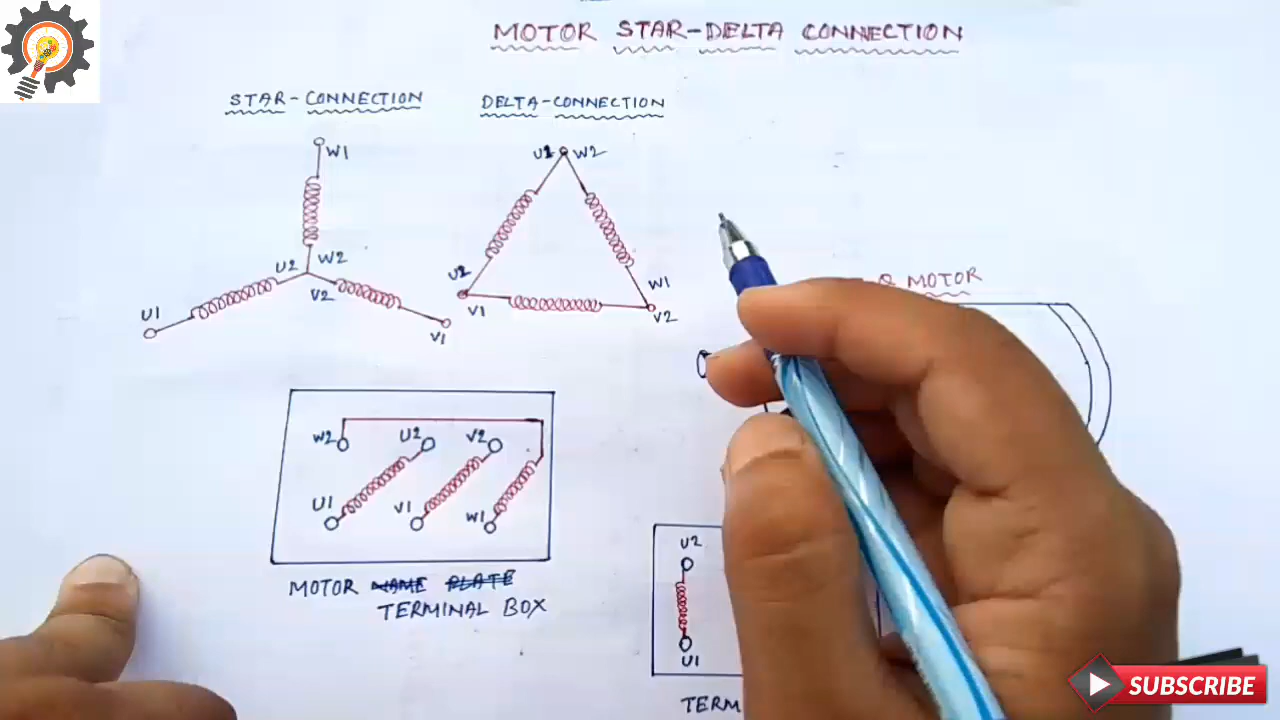 MOTOR STAR-DELTA CONNECTION
STAR-CONNECTION
DELTA-CONNECTION
W1
U2 W2
V2
U1
V1
U1 W2
U2
V1
W1
V2
MOTOR
W2
U2
V2
U1
V1
W1
MOTOR NAME PLATE
TERMINAL BOX
U2
U1
SUBSCRIBE